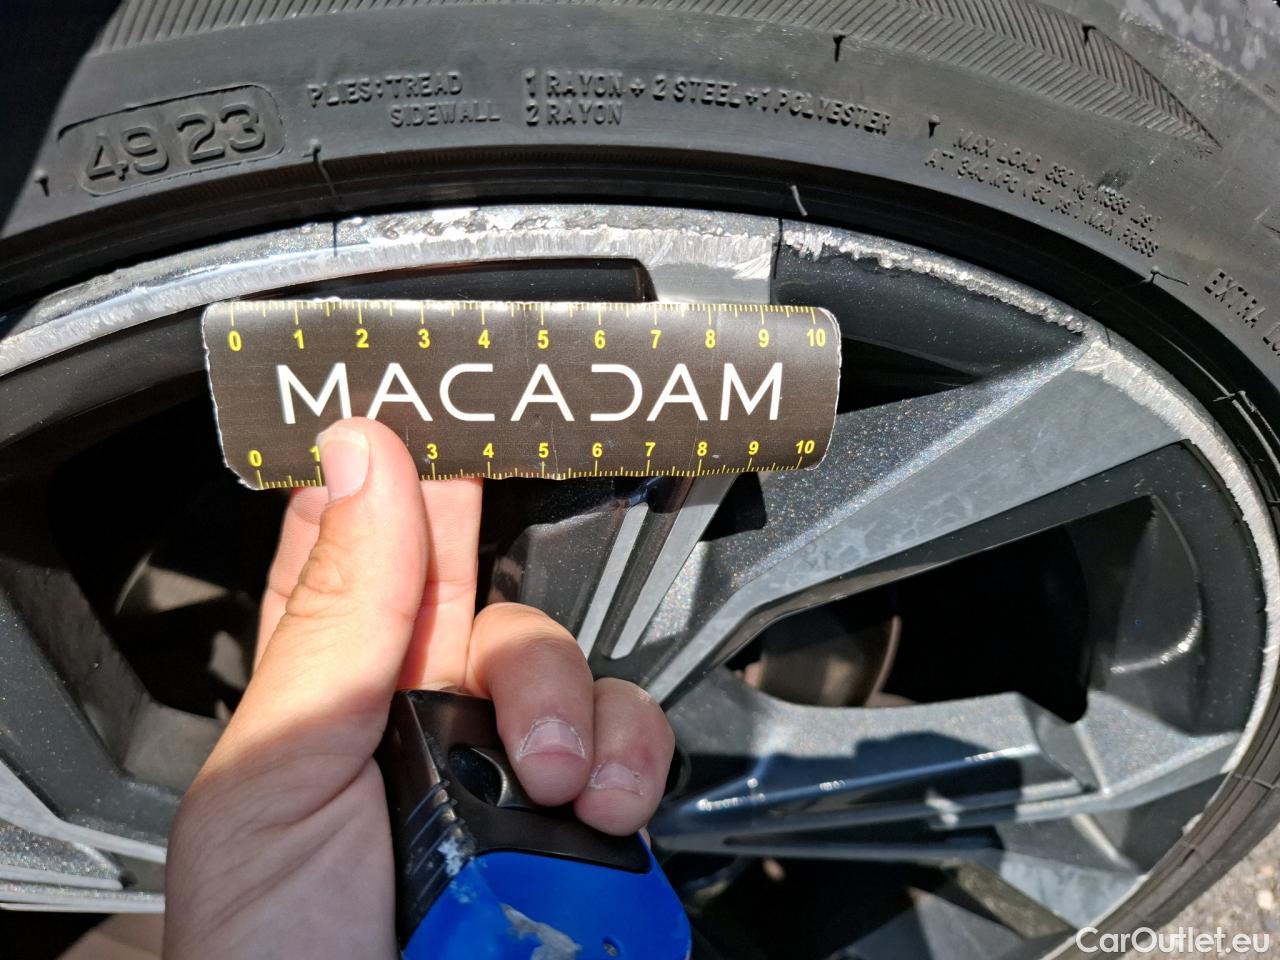 4923
PLIES: TREAD 1 RAYON + 2 STEEL + 1 POLYESTER
SIDEWALL 2 RAYON
MAX LOAD
MAX PRESS
EXTRA
0 1 2 3 4 5 6 7 8 9 10
MACADAM
0 1 3 4 5 6 7 8 9 10
CarOutlet.eu